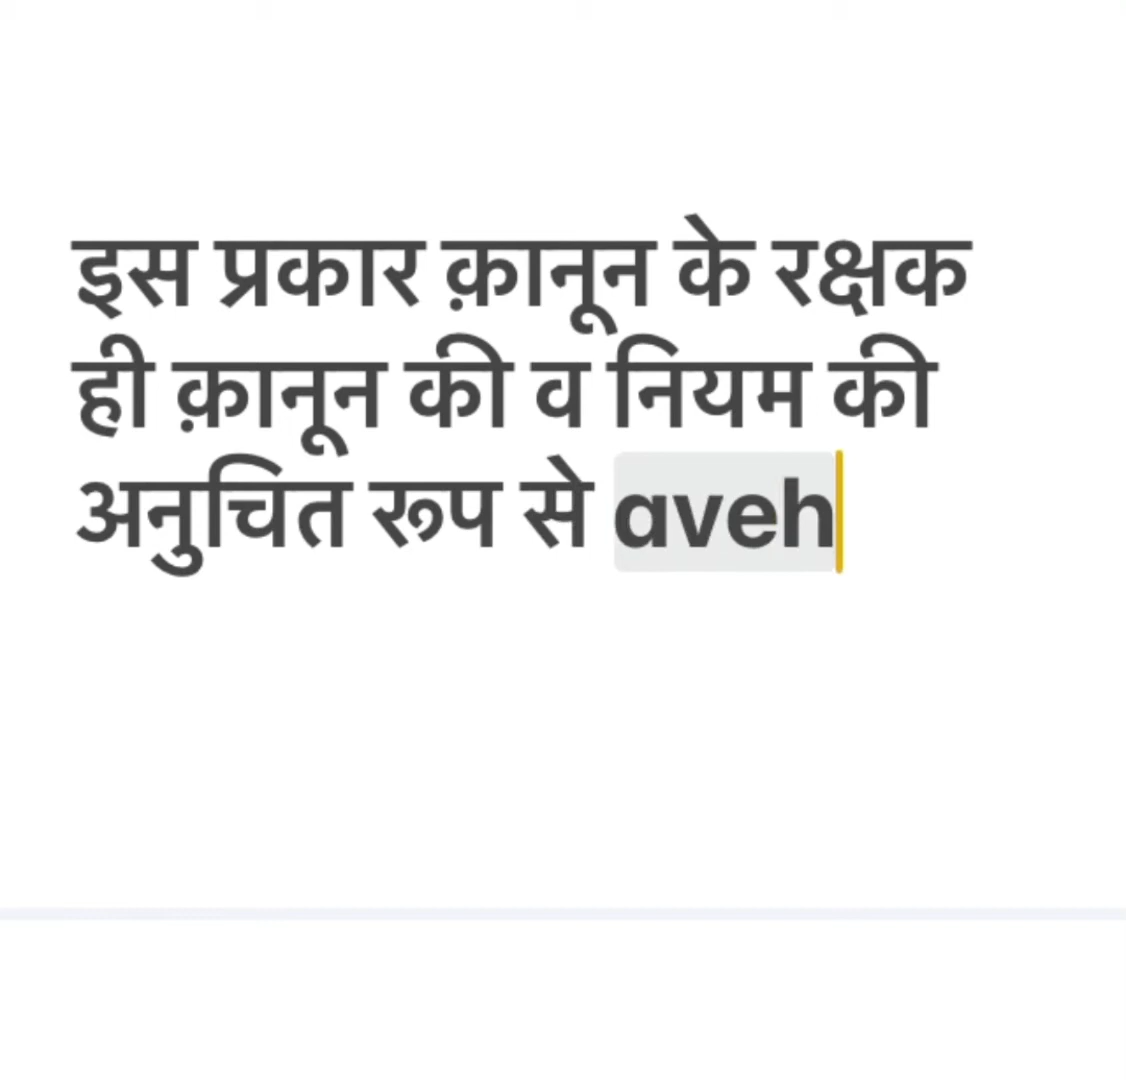 इस प्रकार क़ानून के रक्षक
ही क़ानून की व नियम की
अनुचित रूप से aveh